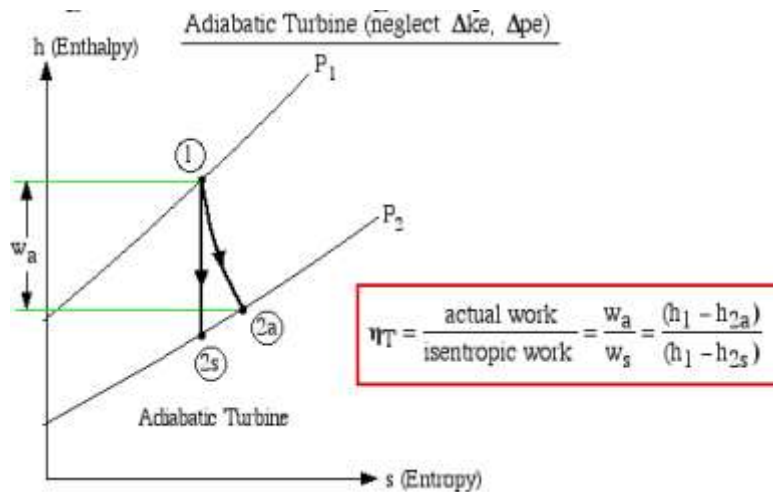 Adiabatic Turbine (neglect Δke, Δpe)
h (Enthalpy)
P₁
1
P₂
wₐ
2a
2s
η_T = actual work / isentropic work = wₐ / wₛ = (h₁ – h₂ₐ) / (h₁ – h₂ₛ)
Adiabatic Turbine
s (Entropy)